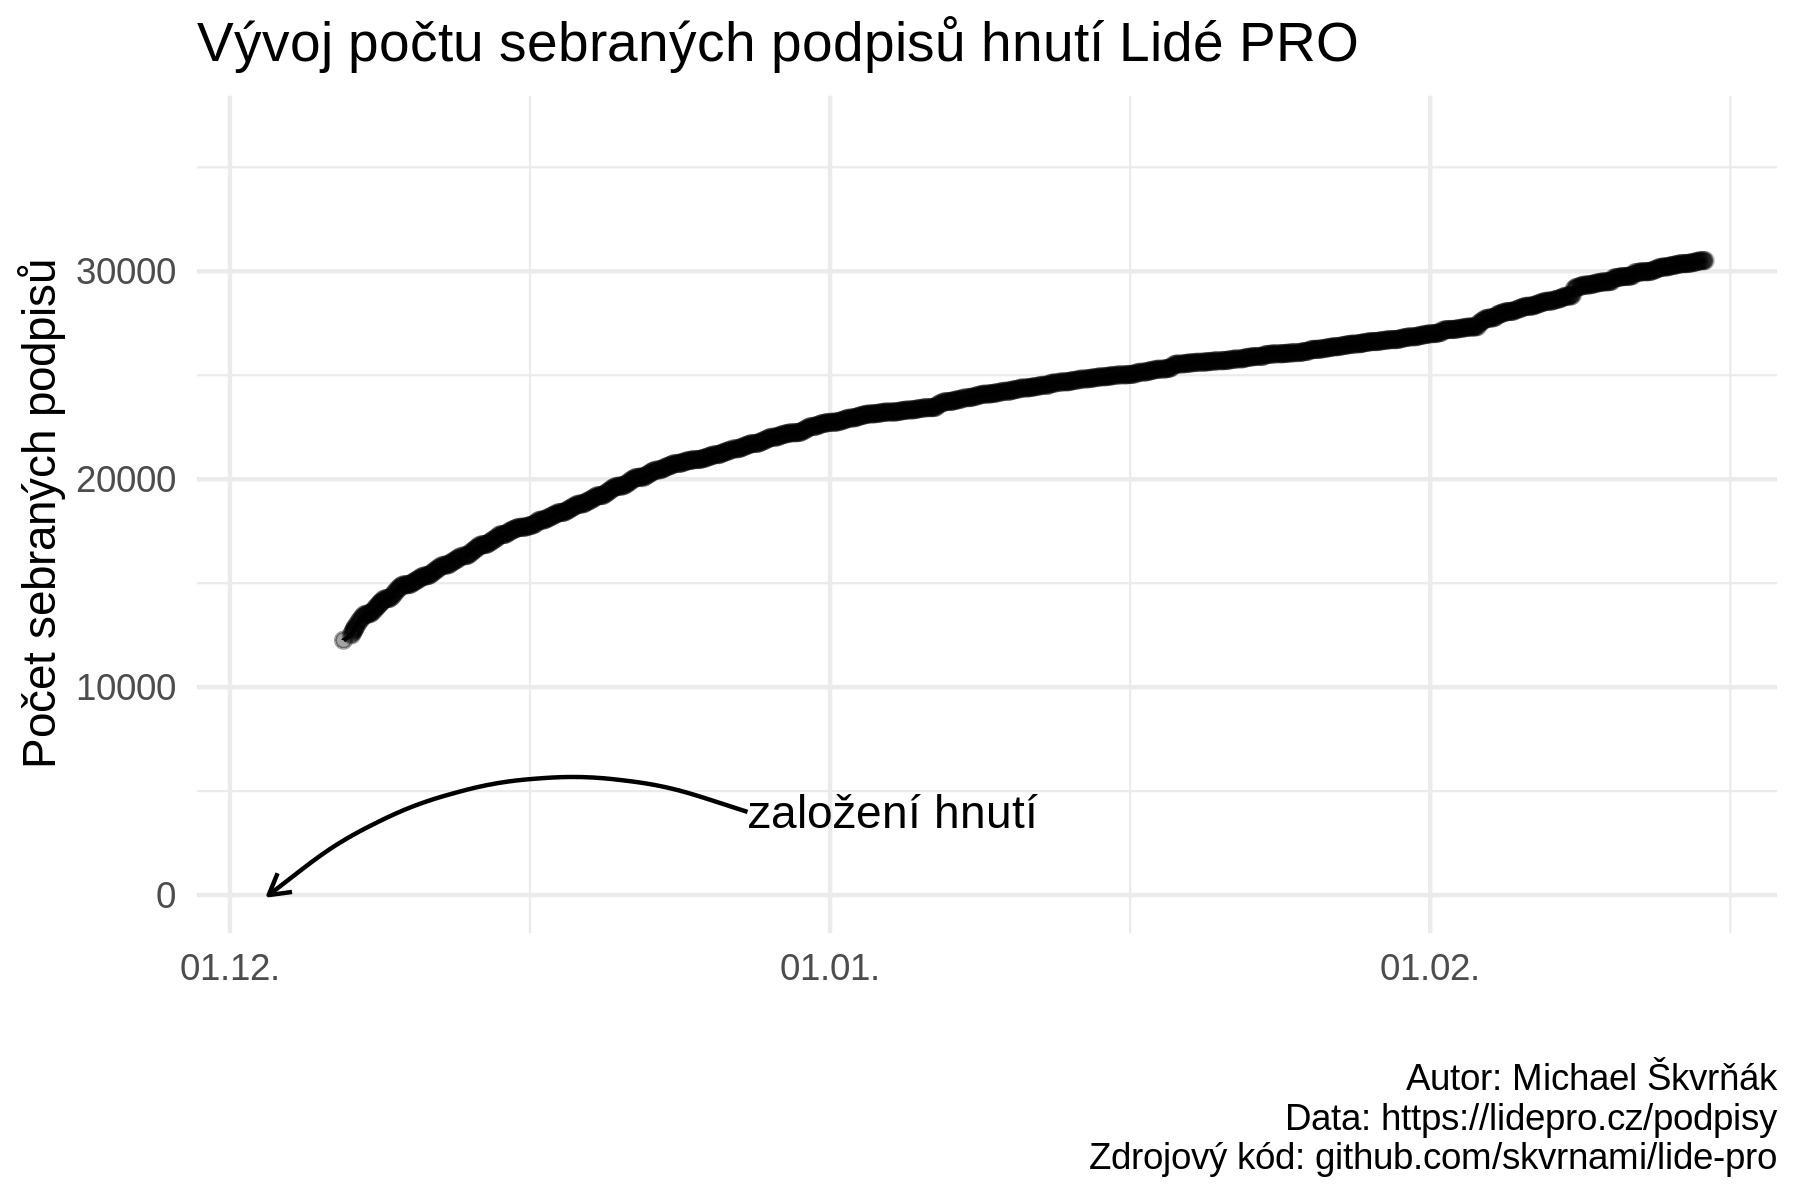 Vývoj počtu sebraných podpisů hnutí Lidé PRO
Počet sebraných podpisů
30000
20000
10000
0
založení hnutí
01.12.
01.01.
01.02.
Autor: Michael Škvrňák
Data: https://lidepro.cz/podpisy
Zdrojový kód: github.com/skvrnami/lide-pro